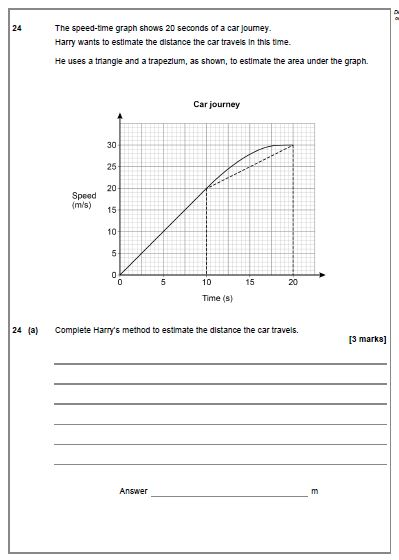 24 The speed-time graph shows 20 seconds of a car journey.
Harry wants to estimate the distance the car travels in this time.
He uses a triangle and a trapezium, as shown, to estimate the area under the graph.
Car journey
30
25
20
15
10
5
0
Speed
(m/s)
0 5 10 15 20
Time (s)
24 (a) Complete Harry's method to estimate the distance the car travels.
[3 marks]
Answer m